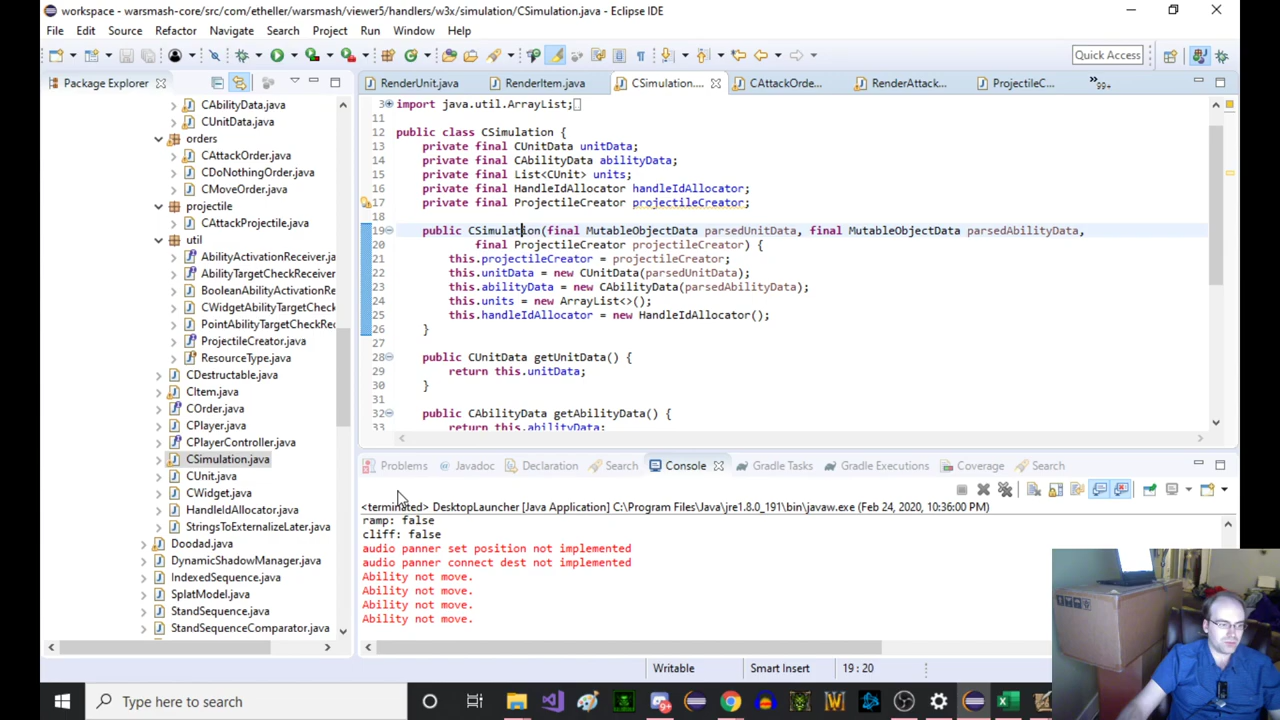 workspace - warsmash-core/src/com/etheller/warsmash/viewer5/handlers/w3x/simulation/CSimulation.java - Eclipse IDE
File Edit Source Refactor Navigate Search Project Run Window Help
Quick Access
Package Explorer
RenderUnit.java RenderItem.java CSimulation.... CAttackOrde... RenderAttack... ProjectileC... »99+
CAbilityData.java
CUnitData.java
orders
CAttackOrder.java
CDoNothingOrder.java
CMoveOrder.java
projectile
CAttackProjectile.java
util
AbilityActivationReceiver.ja
AbilityTargetCheckReceiver
BooleanAbilityActivationRe
CWidgetAbilityTargetCheck
PointAbilityTargetCheckRec
ProjectileCreator.java
ResourceType.java
CDestructable.java
CItem.java
COrder.java
CPlayer.java
CPlayerController.java
CSimulation.java
CUnit.java
CWidget.java
HandleIdAllocator.java
StringsToExternalizeLater.java
Doodad.java
DynamicShadowManager.java
IndexedSequence.java
SplatModel.java
StandSequence.java
StandSequenceComparator.java
3 import java.util.ArrayList;
11
12 public class CSimulation {
13 private final CUnitData unitData;
14 private final CAbilityData abilityData;
15 private final List<CUnit> units;
16 private final HandleIdAllocator handleIdAllocator;
17 private final ProjectileCreator projectileCreator;
18
19 public CSimulation(final MutableObjectData parsedUnitData, final MutableObjectData parsedAbilityData,
20 final ProjectileCreator projectileCreator) {
21 this.projectileCreator = projectileCreator;
22 this.unitData = new CUnitData(parsedUnitData);
23 this.abilityData = new CAbilityData(parsedAbilityData);
24 this.units = new ArrayList<>();
25 this.handleIdAllocator = new HandleIdAllocator();
26 }
27
28 public CUnitData getUnitData() {
29 return this.unitData;
30 }
31
32 public CAbilityData getAbilityData() {
33 return this.abilityData;
Problems Javadoc Declaration Search Console Gradle Tasks Gradle Executions Coverage Search
<terminated> DesktopLauncher [Java Application] C:\Program Files\Java\jre1.8.0_191\bin\javaw.exe (Feb 24, 2020, 10:36:00 PM)
ramp: false
cliff: false
audio panner set position not implemented
audio panner connect dest not implemented
Ability not move.
Ability not move.
Ability not move.
Ability not move.
Writable Smart Insert 19 : 20
Type here to search